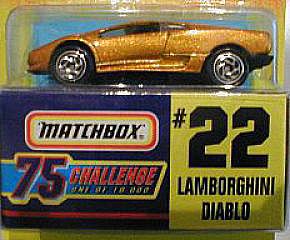 MATCHBOX
75 CHALLENGE
ONE OF 10,000
#22
LAMBORGHINI
DIABLO